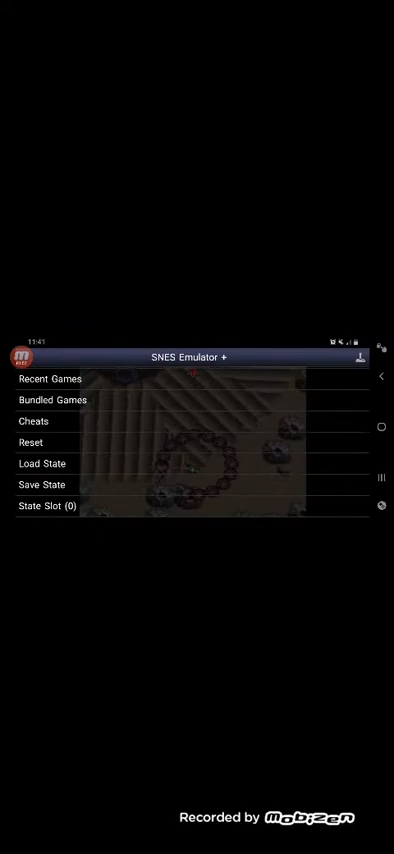 11:41
SNES Emulator +
Recent Games
Bundled Games
Cheats
Reset
Load State
Save State
State Slot (0)
Recorded by mobizen